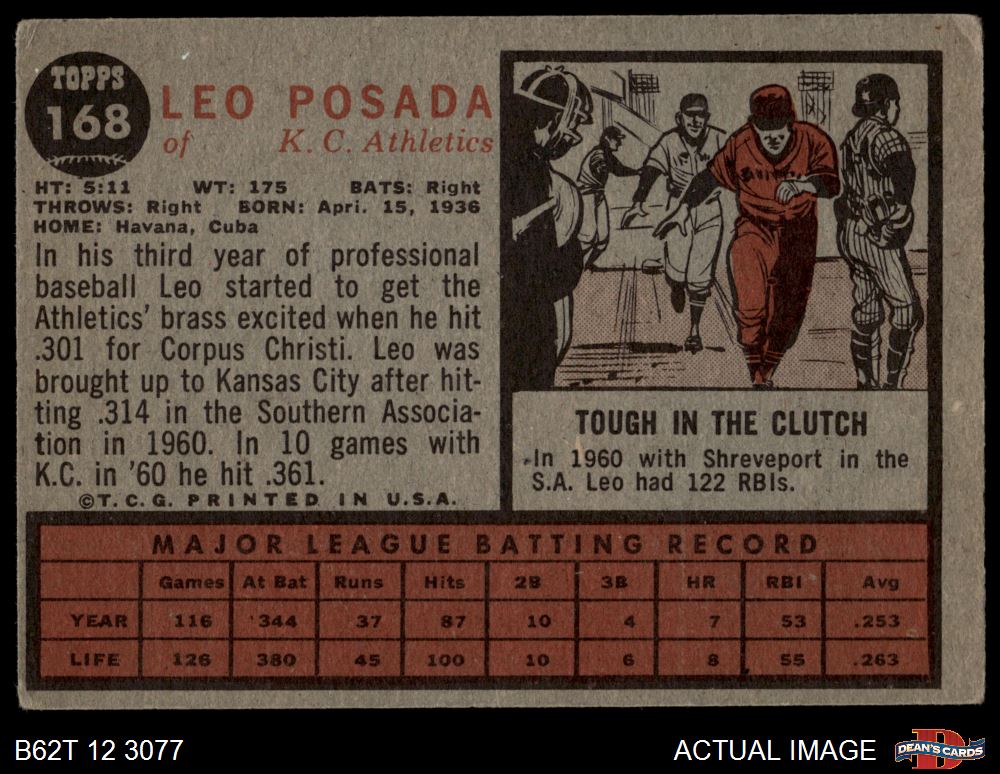 TOPPS
168
LEO POSADA
of K. C. Athletics
HT: 5:11 WT: 175 BATS: Right
THROWS: Right BORN: Apri. 15, 1936
HOME: Havana, Cuba
In his third year of professional
baseball Leo started to get the
Athletics' brass excited when he hit
.301 for Corpus Christi. Leo was
brought up to Kansas City after hit-
ting .314 in the Southern Associa-
tion in 1960. In 10 games with
K.C. in '60 he hit .361.
©T.C.G. PRINTED IN U.S.A.
TOUGH IN THE CLUTCH
In 1960 with Shreveport in the
S.A. Leo had 122 RBIs.
MAJOR LEAGUE BATTING RECORD
Games At Bat Runs Hits 2B 3B HR RBI Avg
YEAR 116 344 37 87 10 4 7 53 .253
LIFE 126 380 45 100 10 6 8 55 .263
B62T 12 3077
ACTUAL IMAGE
DEAN'S CARDS